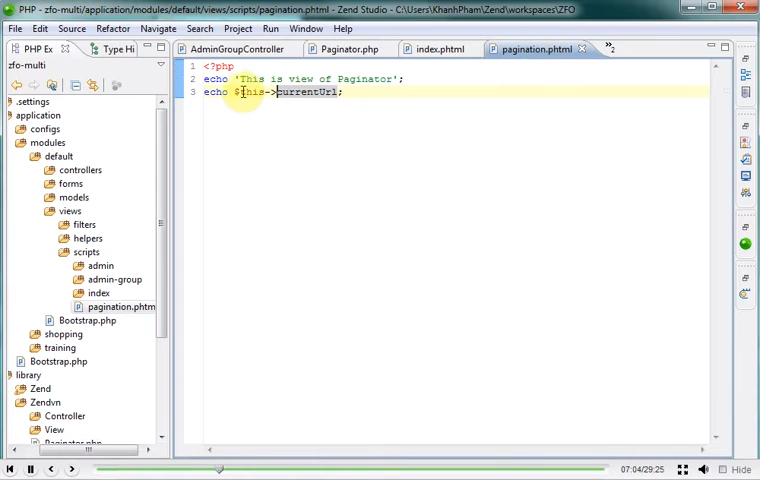 PHP - zfo-multi/application/modules/default/views/scripts/pagination.phtml - Zend Studio - C:\Users\KhanhPham\Zend\workspaces\ZFO
File Edit Source Refactor Navigate Search Project Run Window Help
PHP Ex
Type Hi
AdminGroupController
Paginator.php
index.phtml
pagination.phtml
»2
zfo-multi
.settings
application
configs
modules
default
controllers
forms
models
views
filters
helpers
scripts
admin
admin-group
index
pagination.phtm
Bootstrap.php
shopping
training
Bootstrap.php
library
Zend
Zendvn
Controller
View
Paginator.php
1 <?php
2 echo 'This is view of Paginator';
3 echo $this->currentUrl;
07:04/29:25
Hide